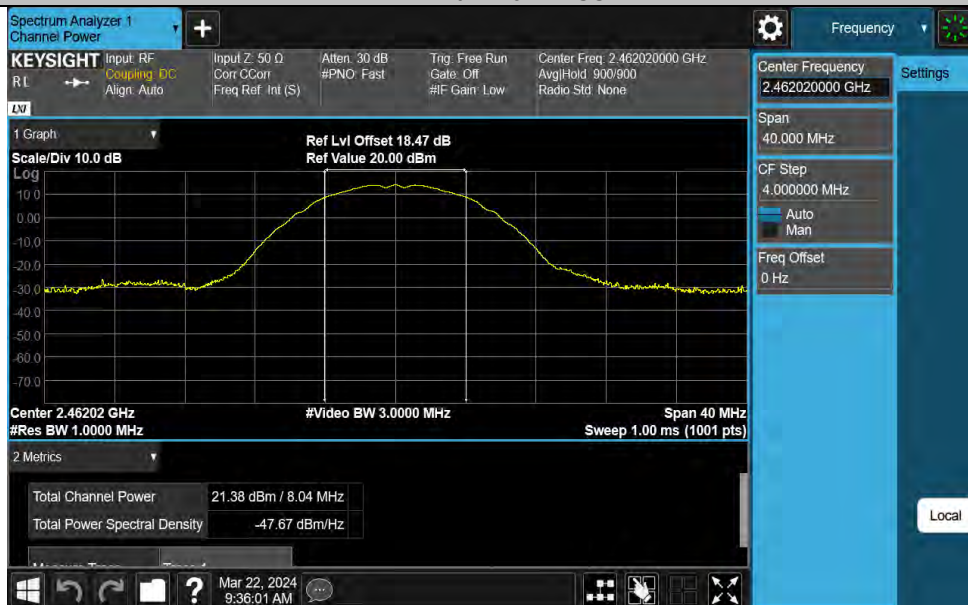 Spectrum Analyzer 1
Channel Power
Frequency
KEYSIGHT
Input: RF
Coupling: DC
Align: Auto
Input Z: 50 Ω
Corr CCorr
Freq Ref: Int (S)
Atten: 30 dB
#PNO: Fast
Trig: Free Run
Gate: Off
#IF Gain: Low
Center Freq: 2.462020000 GHz
Avg|Hold: 900/900
Radio Std: None
LXI
Center Frequency
2.462020000 GHz
Settings
Span
40.000 MHz
CF Step
4.000000 MHz
Auto
Man
Freq Offset
0 Hz
1 Graph
Scale/Div 10.0 dB
Ref Lvl Offset 18.47 dB
Ref Value 20.00 dBm
Log
10.0
0.00
-10.0
-20.0
-30.0
-40.0
-50.0
-60.0
-70.0
Center 2.46202 GHz
#Video BW 3.0000 MHz
Span 40 MHz
#Res BW 1.0000 MHz
Sweep 1.00 ms (1001 pts)
2 Metrics
Total Channel Power 21.38 dBm / 8.04 MHz
Total Power Spectral Density -47.67 dBm/Hz
Local
Mar 22, 2024
9:36:01 AM